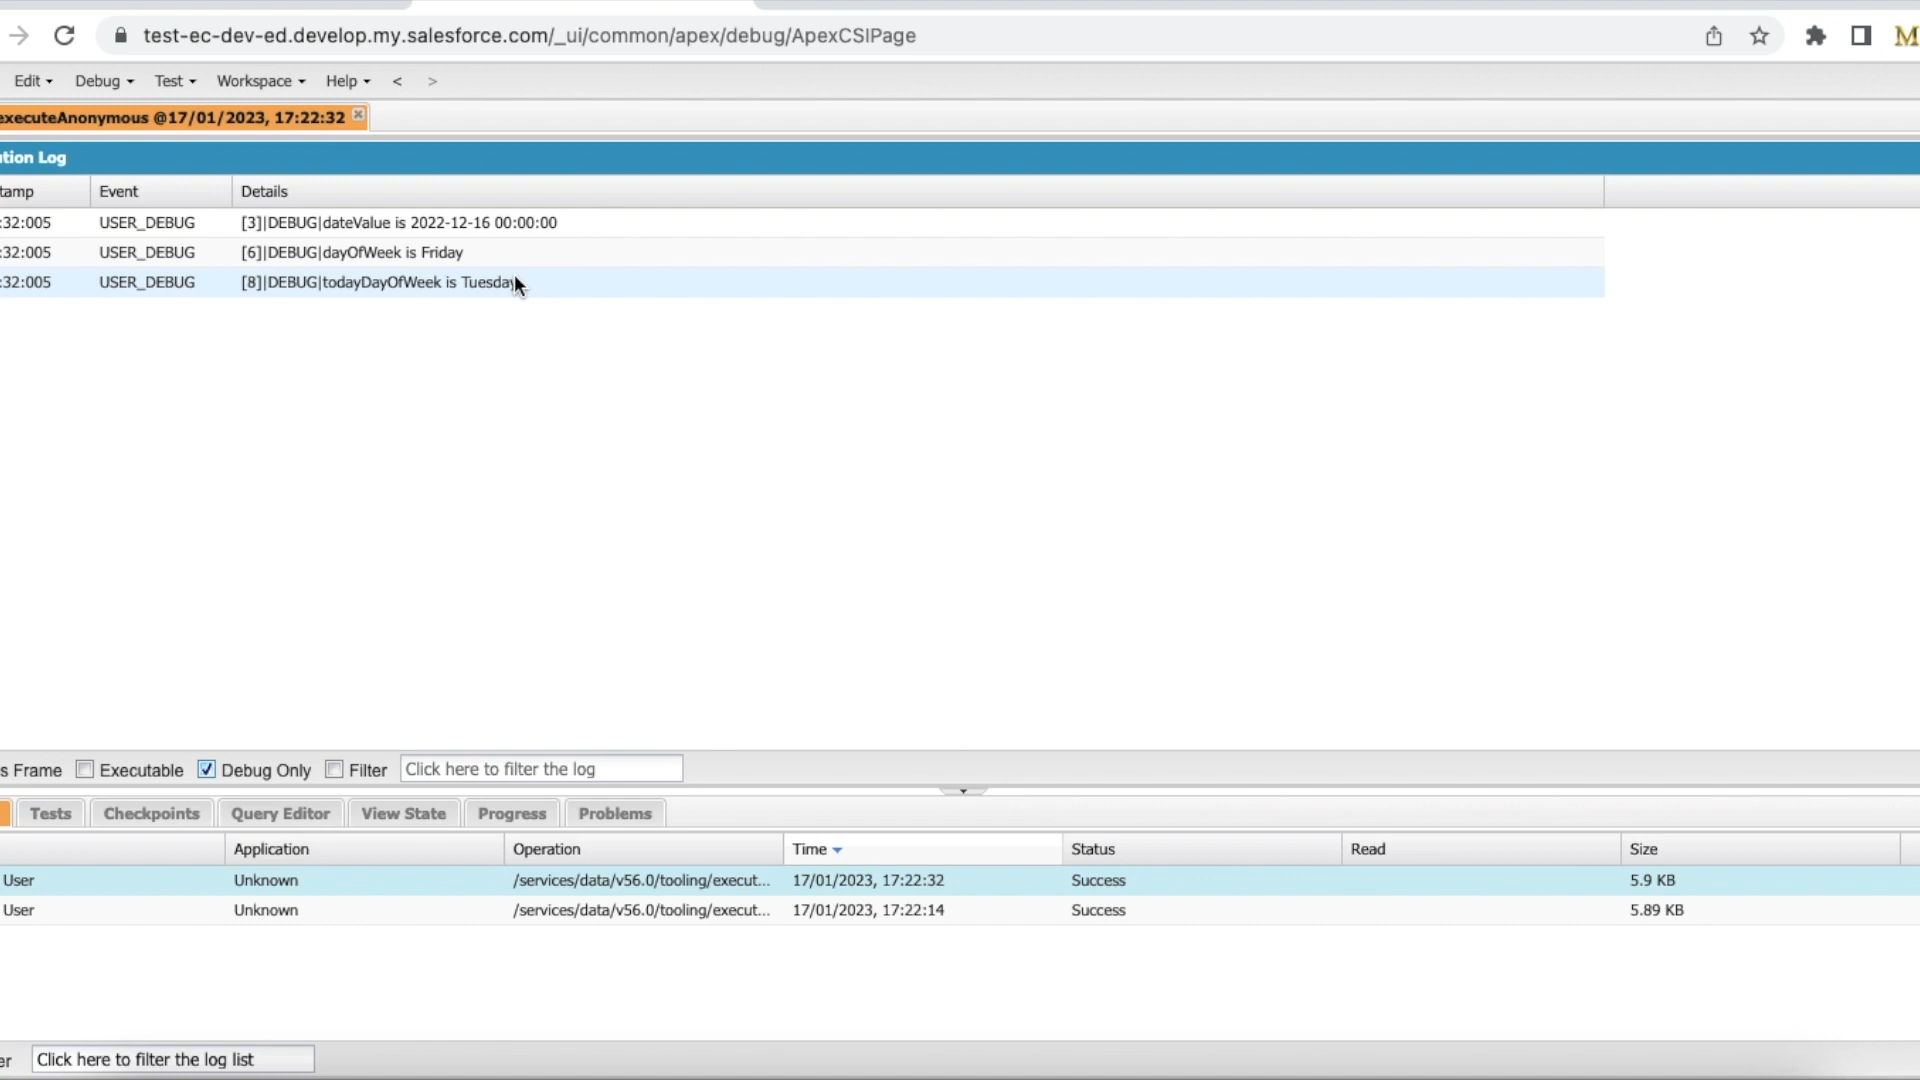 test-ec-dev-ed.develop.my.salesforce.com/_ui/common/apex/debug/ApexCSIPage
Edit Debug Test Workspace Help < >
executeAnonymous @17/01/2023, 17:22:32
ution Log
tamp Event Details
:32:005 USER_DEBUG [3]|DEBUG|dateValue is 2022-12-16 00:00:00
:32:005 USER_DEBUG [6]|DEBUG|dayOfWeek is Friday
:32:005 USER_DEBUG [8]|DEBUG|todayDayOfWeek is Tuesday
s Frame Executable Debug Only Filter Click here to filter the log
Tests Checkpoints Query Editor View State Progress Problems
Application Operation Time Status Read Size
User Unknown /services/data/v56.0/tooling/execut... 17/01/2023, 17:22:32 Success 5.9 KB
User Unknown /services/data/v56.0/tooling/execut... 17/01/2023, 17:22:14 Success 5.89 KB
er Click here to filter the log list